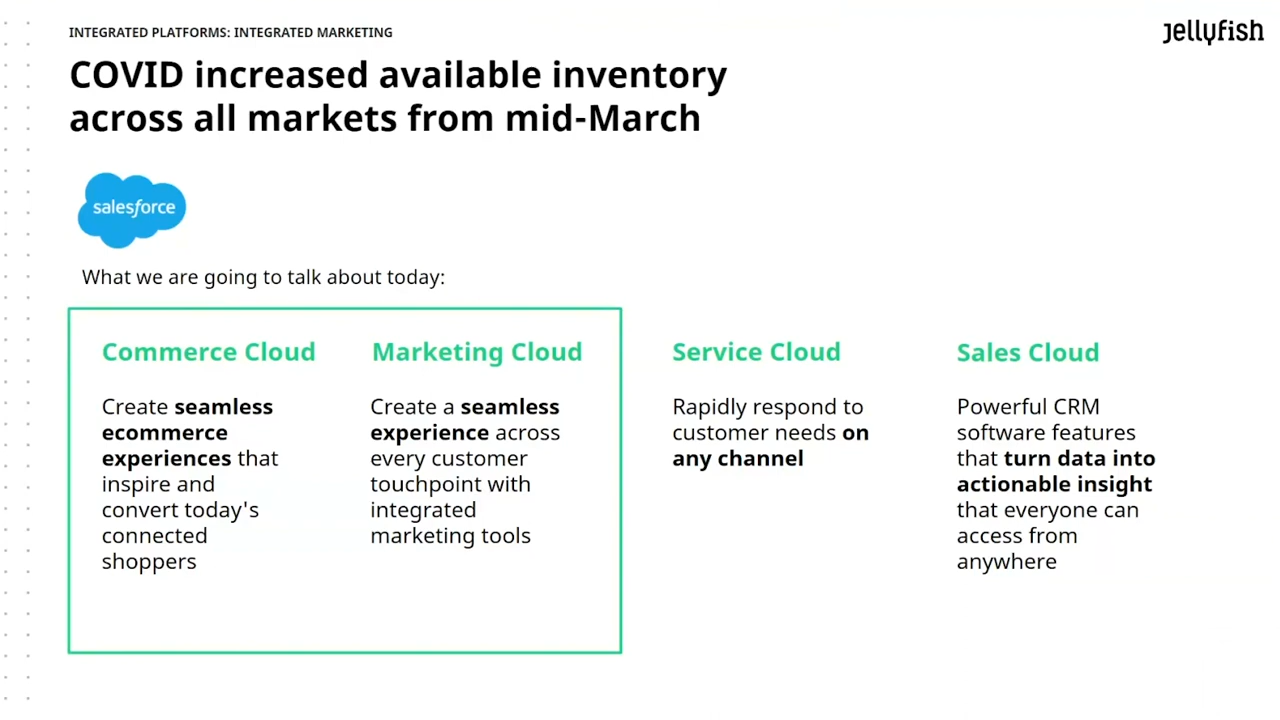 INTEGRATED PLATFORMS: INTEGRATED MARKETING
jellyfish
COVID increased available inventory
across all markets from mid-March
salesforce
What we are going to talk about today:
Commerce Cloud
Create seamless
ecommerce
experiences that
inspire and
convert today's
connected
shoppers
Marketing Cloud
Create a seamless
experience across
every customer
touchpoint with
integrated
marketing tools
Service Cloud
Rapidly respond to
customer needs on
any channel
Sales Cloud
Powerful CRM
software features
that turn data into
actionable insight
that everyone can
access from
anywhere